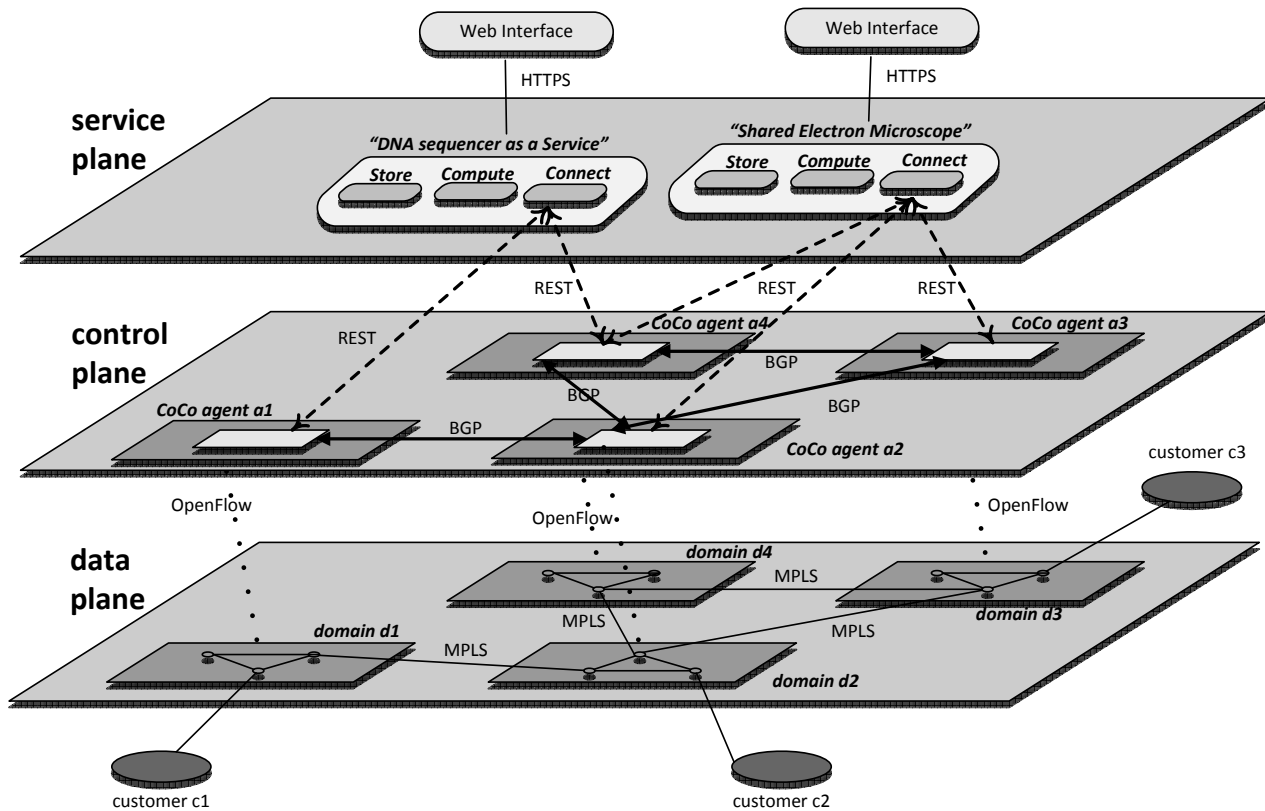 Web Interface
Web Interface
HTTPS
HTTPS
service
plane
"DNA sequencer as a Service"
Store
Compute
Connect
"Shared Electron Microscope"
Store
Compute
Connect
REST
REST
REST
REST
control
plane
CoCo agent a4
CoCo agent a3
BGP
BGP
BGP
CoCo agent a1
BGP
CoCo agent a2
customer c3
OpenFlow
OpenFlow
OpenFlow
data
plane
domain d4
MPLS
domain d3
MPLS
MPLS
domain d1
MPLS
domain d2
customer c1
customer c2